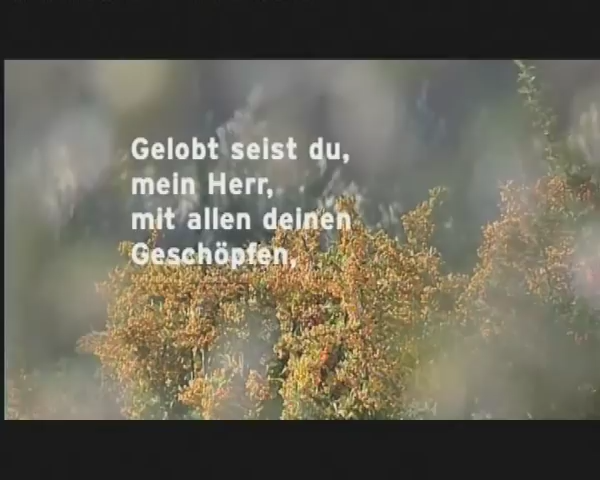 Gelobt seist du,
mein Herr,
mit allen deinen
Geschöpfen,